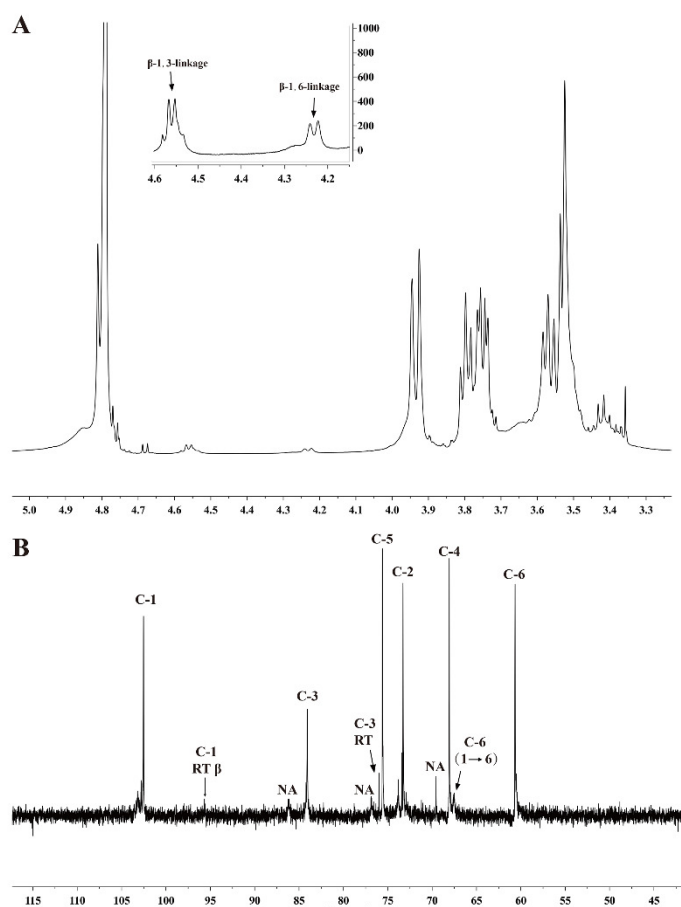 A
1000
β-1, 3-linkage
800
β-1, 6-linkage
600
400
200
0
4.6 4.5 4.4 4.3 4.2
5.0 4.9 4.8 4.7 4.6 4.5 4.4 4.3 4.2 4.1 4.0 3.9 3.8 3.7 3.6 3.5 3.4 3.3
B
C-5
C-2
C-4
C-6
C-1
C-3
C-3
RT
C-6
(1→6)
C-1
RT β
NA
NA
NA
115 110 105 100 95 90 85 80 75 70 65 60 55 50 45